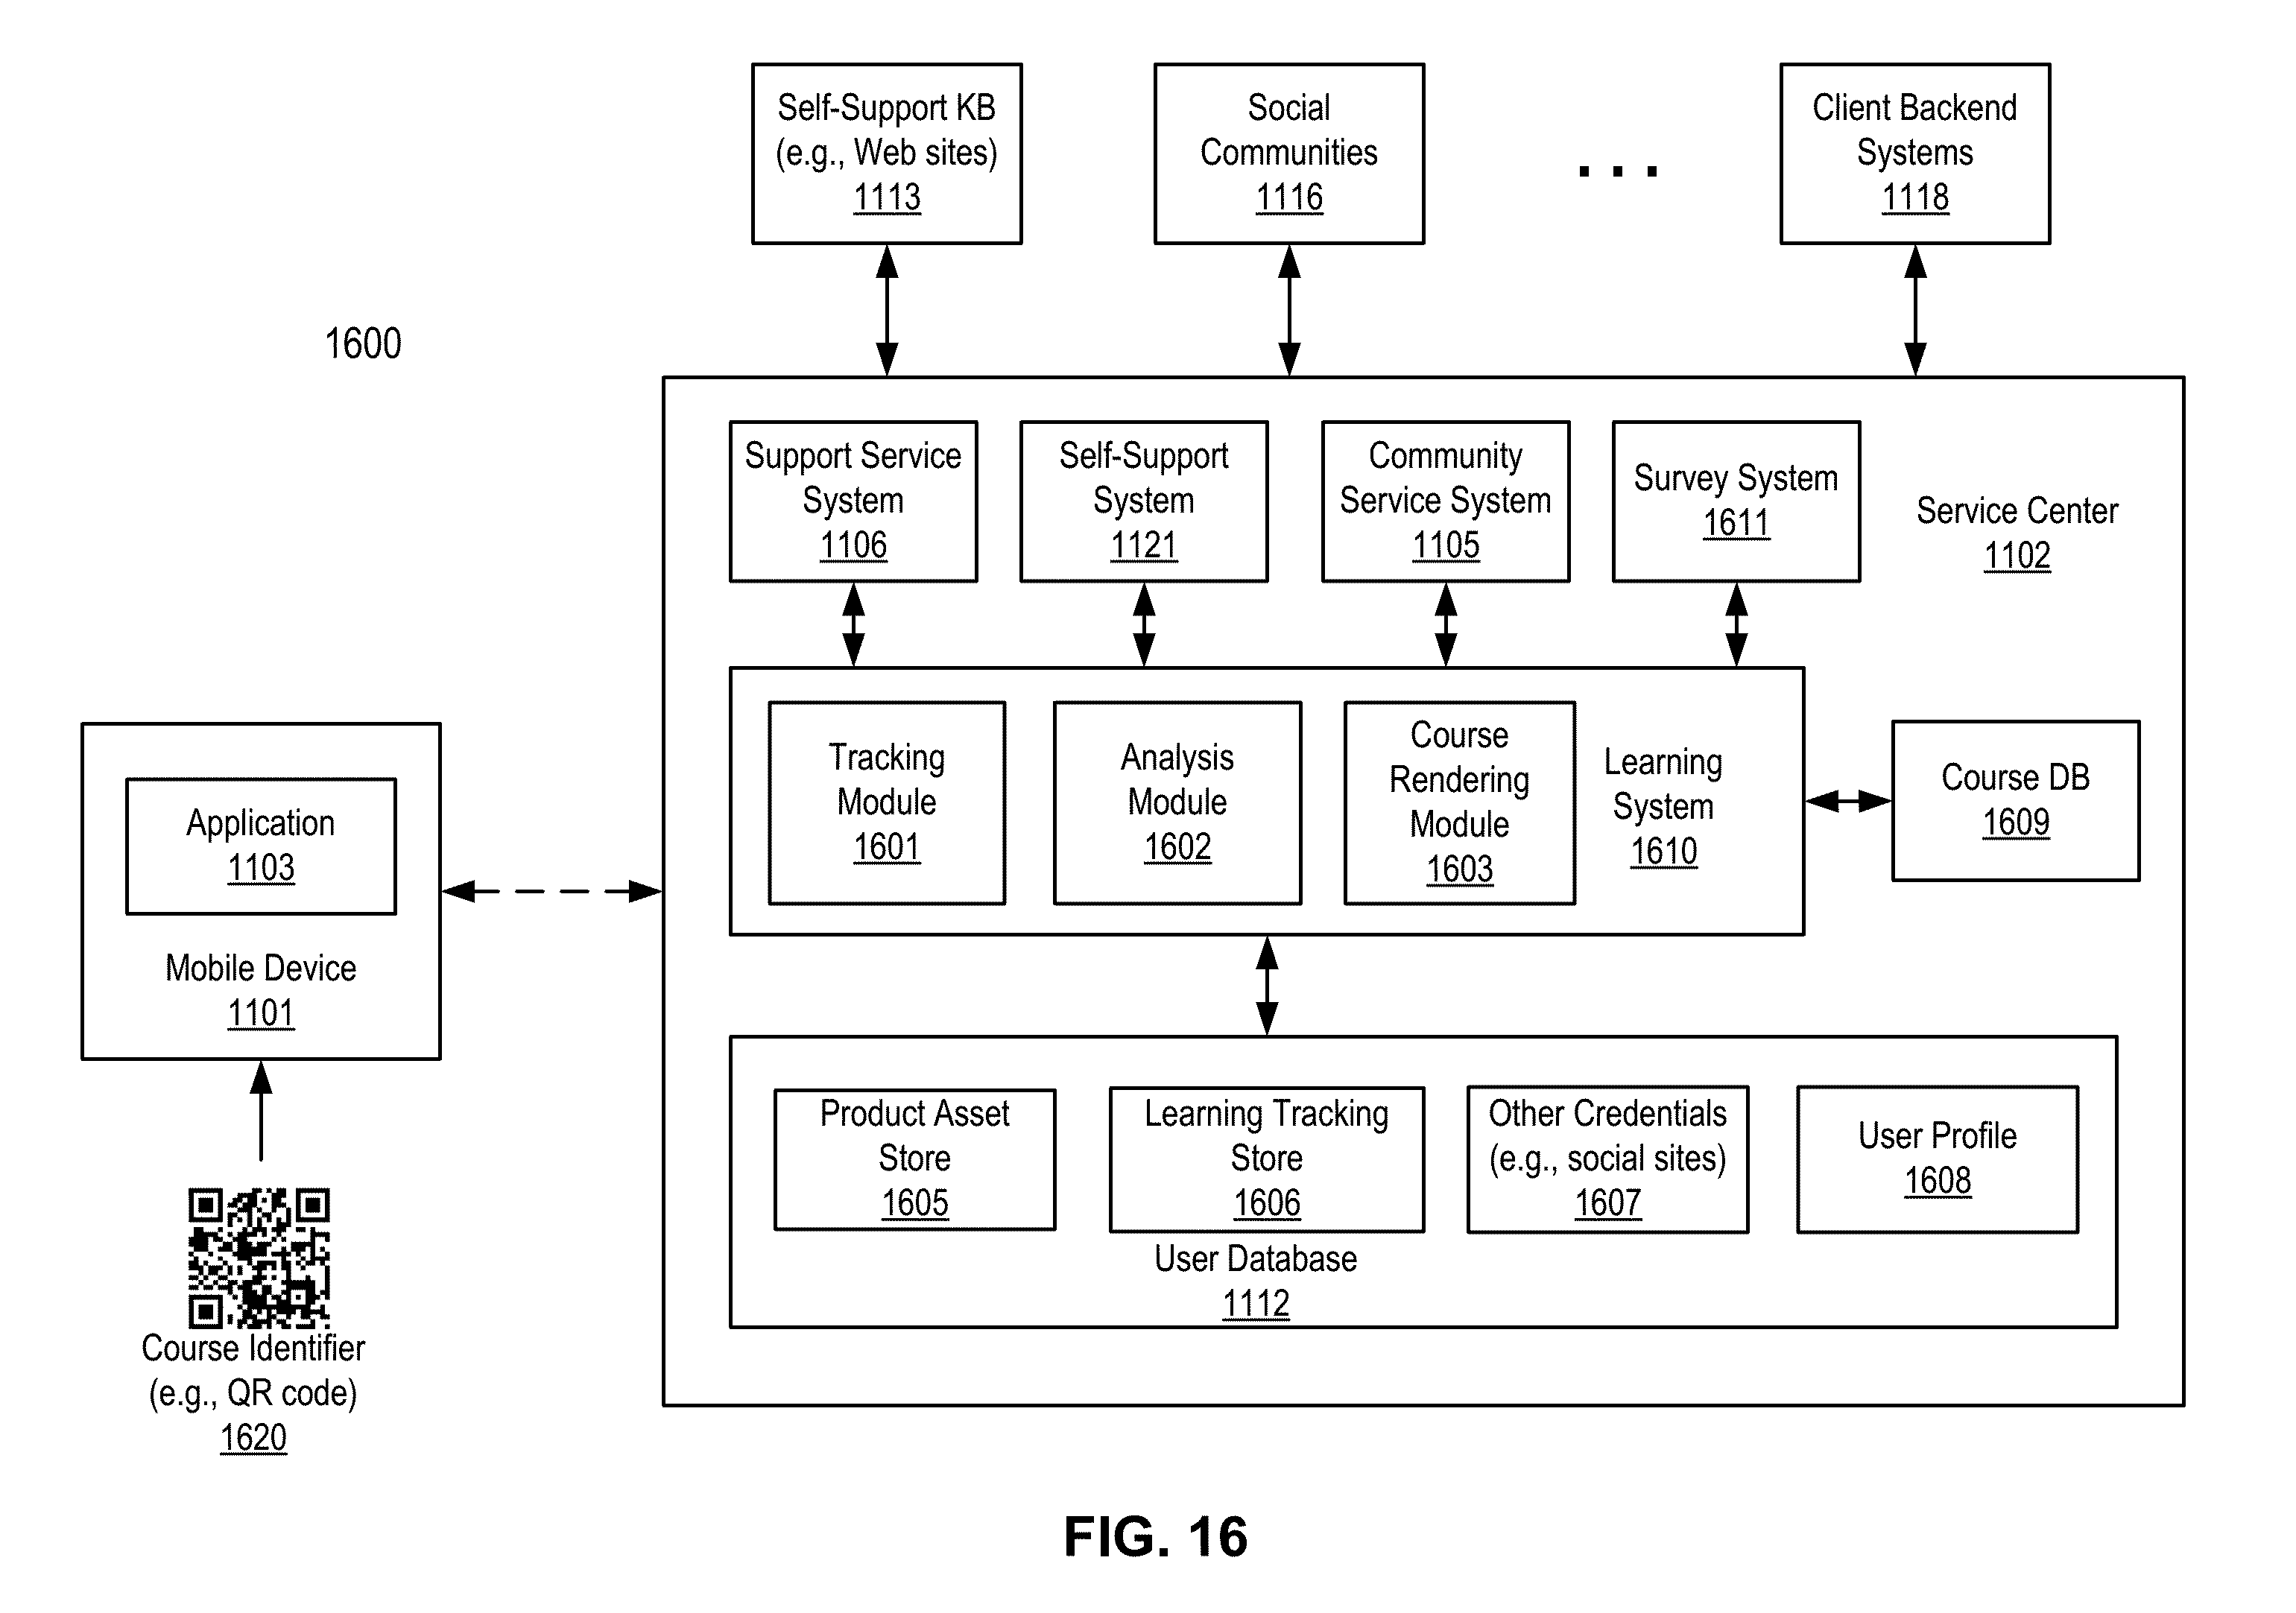 Self-Support KB
(e.g., Web sites)
1113
Social
Communities
1116
. . .
Client Backend
Systems
1118
1600
Support Service
System
1106
Self-Support
System
1121
Community
Service System
1105
Survey System
1611
Service Center
1102
Tracking
Module
1601
Analysis
Module
1602
Course
Rendering
Module
1603
Learning
System
1610
Course DB
1609
Application
1103
Mobile Device
1101
Product Asset
Store
1605
Learning Tracking
Store
1606
Other Credentials
(e.g., social sites)
1607
User Profile
1608
User Database
1112
Course Identifier
(e.g., QR code)
1620
FIG. 16